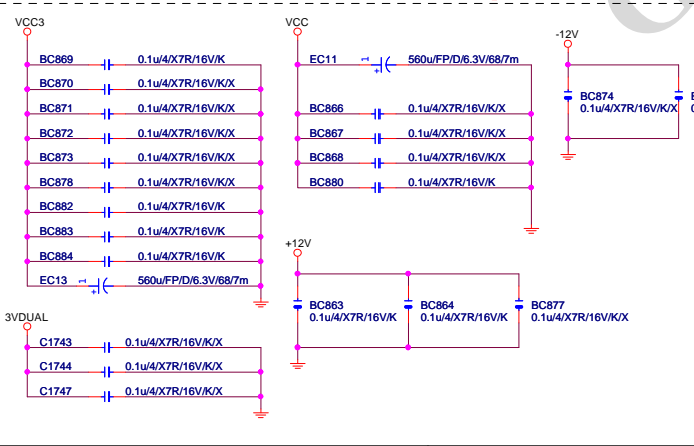 VCC3
BC869 0.1u/4/X7R/16V/K
BC870 0.1u/4/X7R/16V/K/X
BC871 0.1u/4/X7R/16V/K/X
BC872 0.1u/4/X7R/16V/K/X
BC873 0.1u/4/X7R/16V/K/X
BC878 0.1u/4/X7R/16V/K/X
BC882 0.1u/4/X7R/16V/K
BC883 0.1u/4/X7R/16V/K
BC884 0.1u/4/X7R/16V/K
EC13 1 + 560u/FP/D/6.3V/68/7m
3VDUAL
C1743 0.1u/4/X7R/16V/K/X
C1744 0.1u/4/X7R/16V/K/X
C1747 0.1u/4/X7R/16V/K/X
VCC
EC11 1 + 560u/FP/D/6.3V/68/7m
BC866 0.1u/4/X7R/16V/K/X
BC867 0.1u/4/X7R/16V/K/X
BC868 0.1u/4/X7R/16V/K/X
BC880 0.1u/4/X7R/16V/K
+12V
BC863
0.1u/4/X7R/16V/K
BC864
0.1u/4/X7R/16V/K
BC877
0.1u/4/X7R/16V/K/X
-12V
BC874
0.1u/4/X7R/16V/K/X